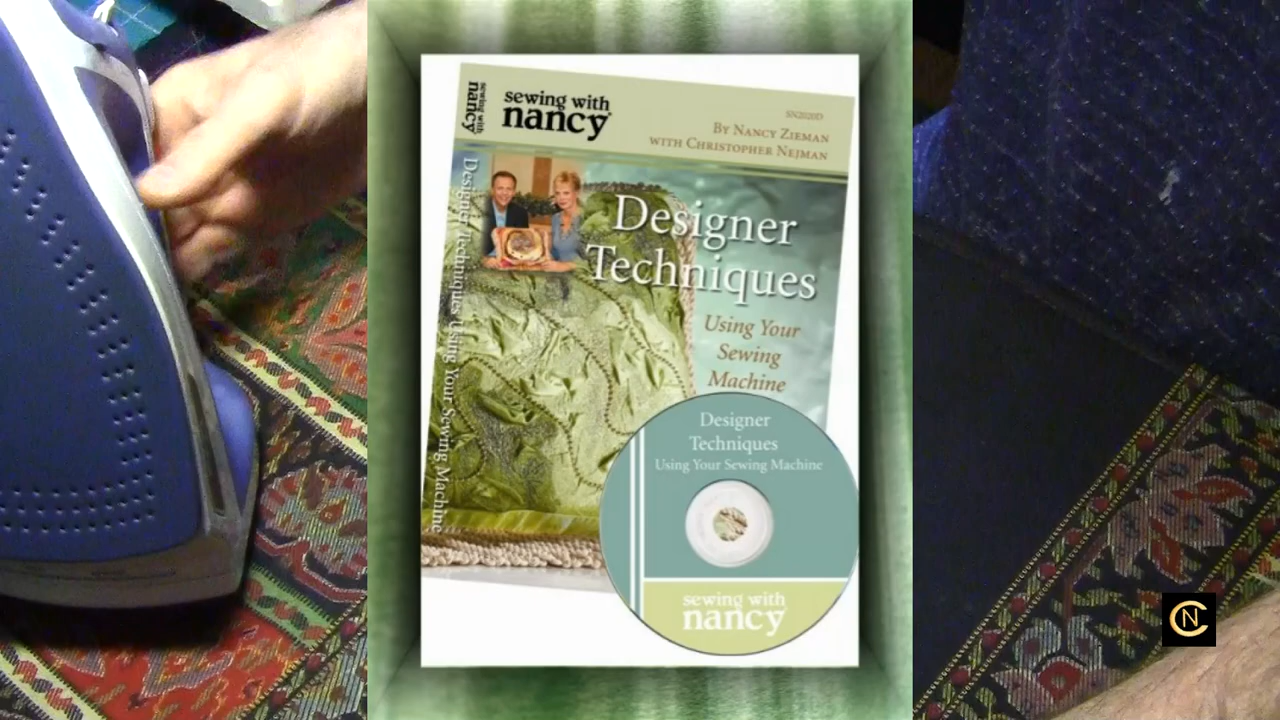 sewing with
nancy
sewing with
nancy
SN2020D
By Nancy Zieman
with Christopher Nejman
Designer Techniques Using Your Sewing Machine
Designer
Techniques
Using Your
Sewing
Machine
Designer
Techniques
Using Your Sewing Machine
sewing with
nancy
CN